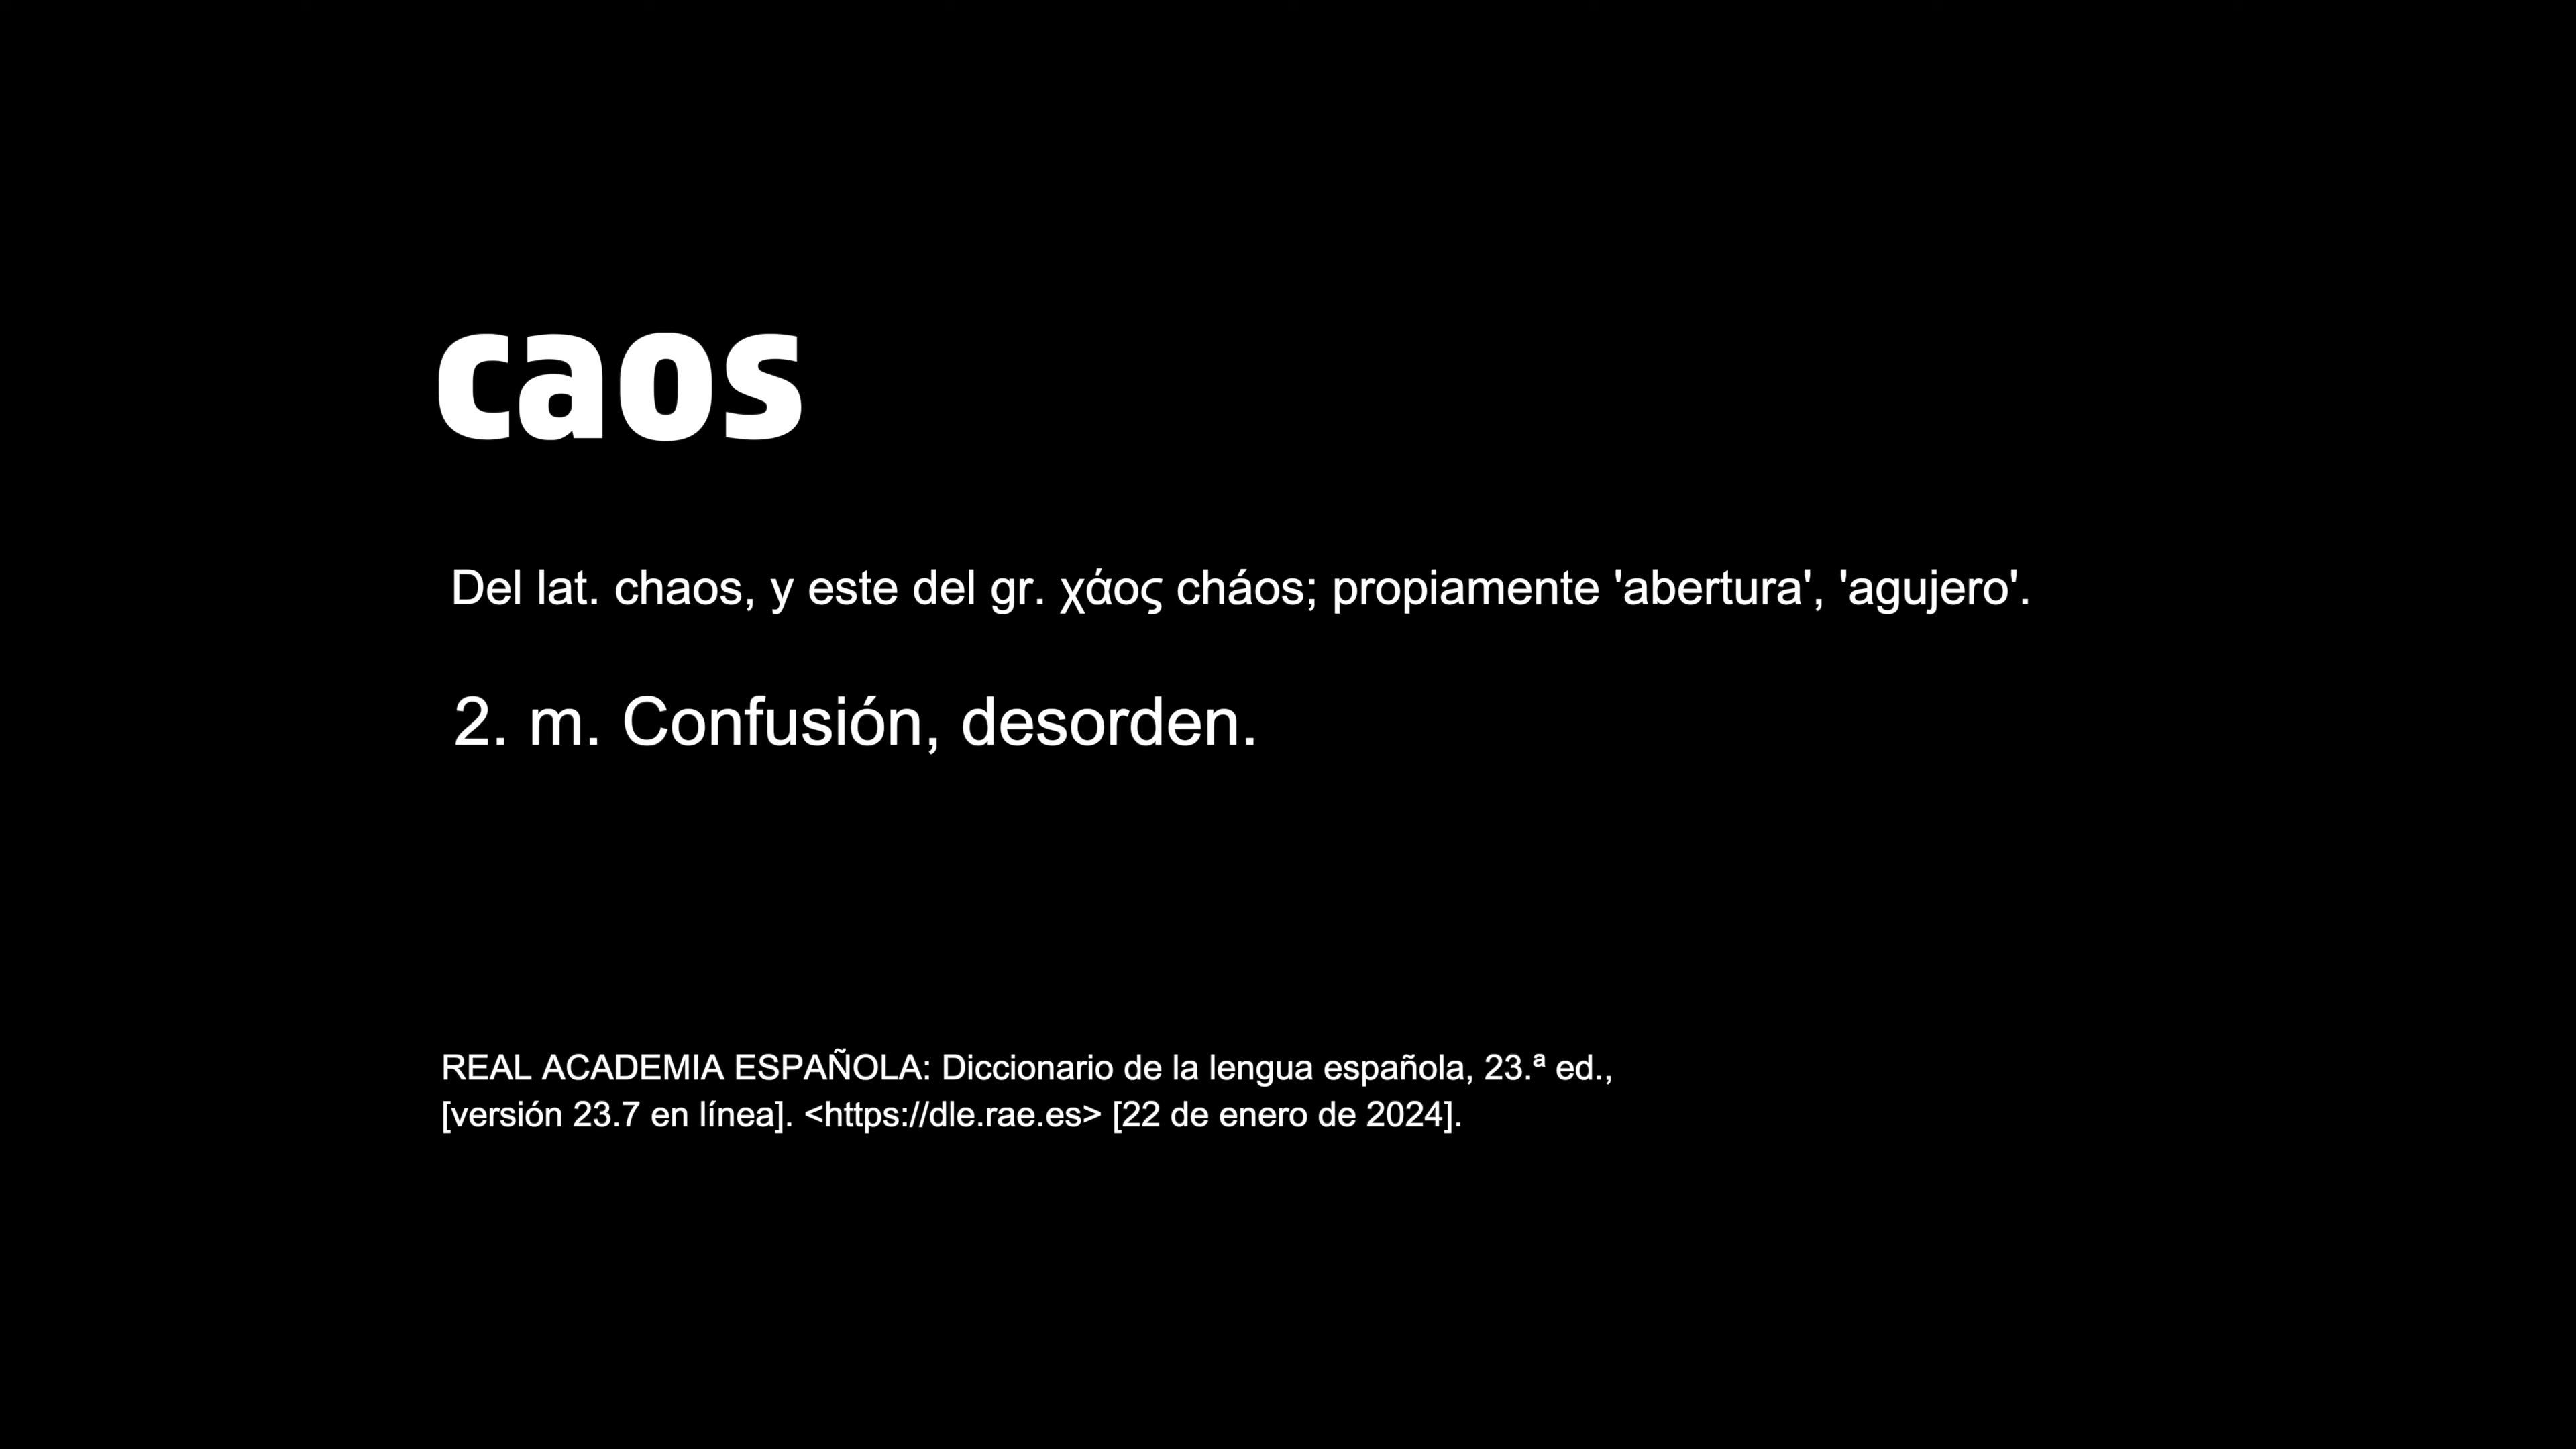 caos
Del lat. chaos, y este del gr. χάος cháos; propiamente 'abertura', 'agujero'.
2. m. Confusión, desorden.
REAL ACADEMIA ESPAÑOLA: Diccionario de la lengua española, 23.ª ed.,
[versión 23.7 en línea]. <https://dle.rae.es> [22 de enero de 2024].